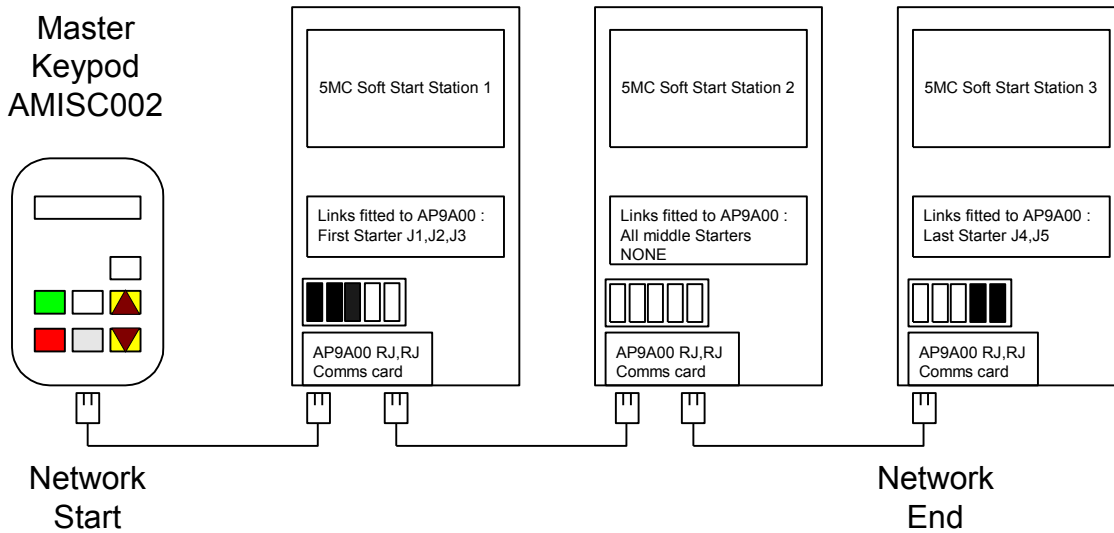 Master
Keypod
AMISC002
5MC Soft Start Station 1
5MC Soft Start Station 2
5MC Soft Start Station 3
Links fitted to AP9A00 :
First Starter J1,J2,J3
Links fitted to AP9A00 :
All middle Starters
NONE
Links fitted to AP9A00 :
Last Starter J4,J5
AP9A00 RJ,RJ
Comms card
AP9A00 RJ,RJ
Comms card
AP9A00 RJ,RJ
Comms card
Network
Start
Network
End